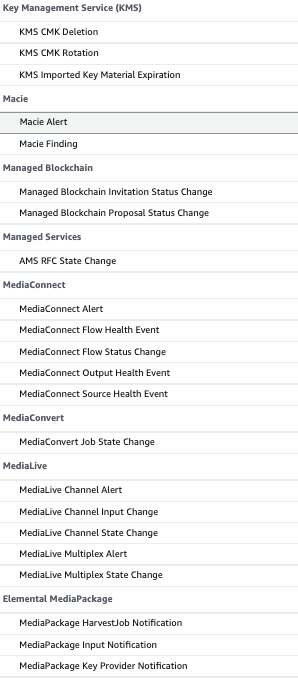 Key Management Service (KMS)
KMS CMK Deletion
KMS CMK Rotation
KMS Imported Key Material Expiration
Macie
Macie Alert
Macie Finding
Managed Blockchain
Managed Blockchain Invitation Status Change
Managed Blockchain Proposal Status Change
Managed Services
AMS RFC State Change
MediaConnect
MediaConnect Alert
MediaConnect Flow Health Event
MediaConnect Flow Status Change
MediaConnect Output Health Event
MediaConnect Source Health Event
MediaConvert
MediaConvert Job State Change
MediaLive
MediaLive Channel Alert
MediaLive Channel Input Change
MediaLive Channel State Change
MediaLive Multiplex Alert
MediaLive Multiplex State Change
Elemental MediaPackage
MediaPackage HarvestJob Notification
MediaPackage Input Notification
MediaPackage Key Provider Notification